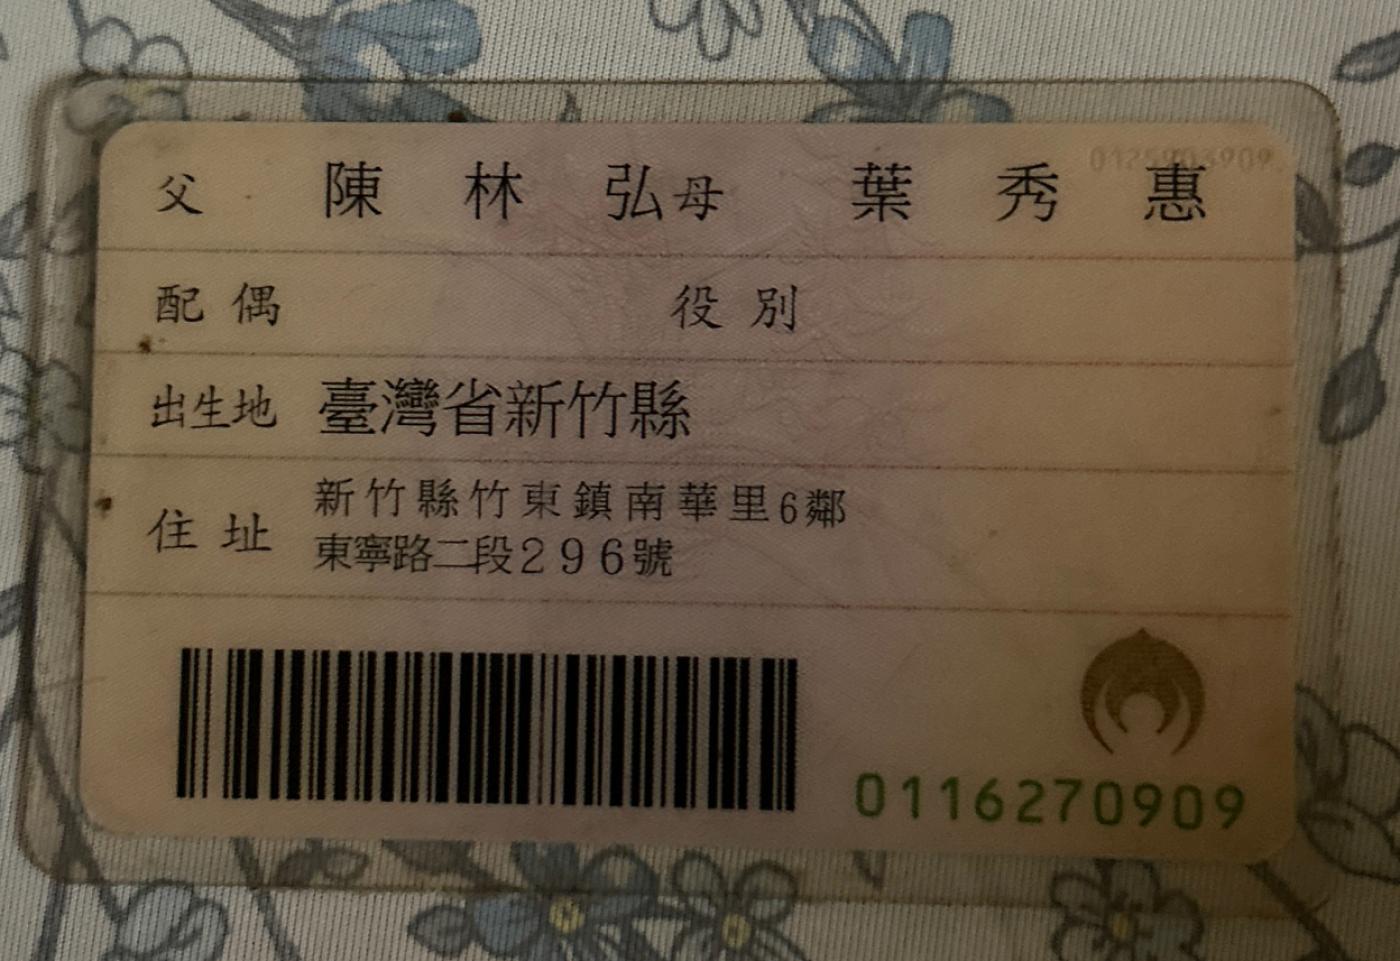 父 陳林弘 母 葉秀惠
配偶 役別
出生地 臺灣省新竹縣
住址 新竹縣竹東鎮南華里6鄰
東寧路二段296號
0116270909